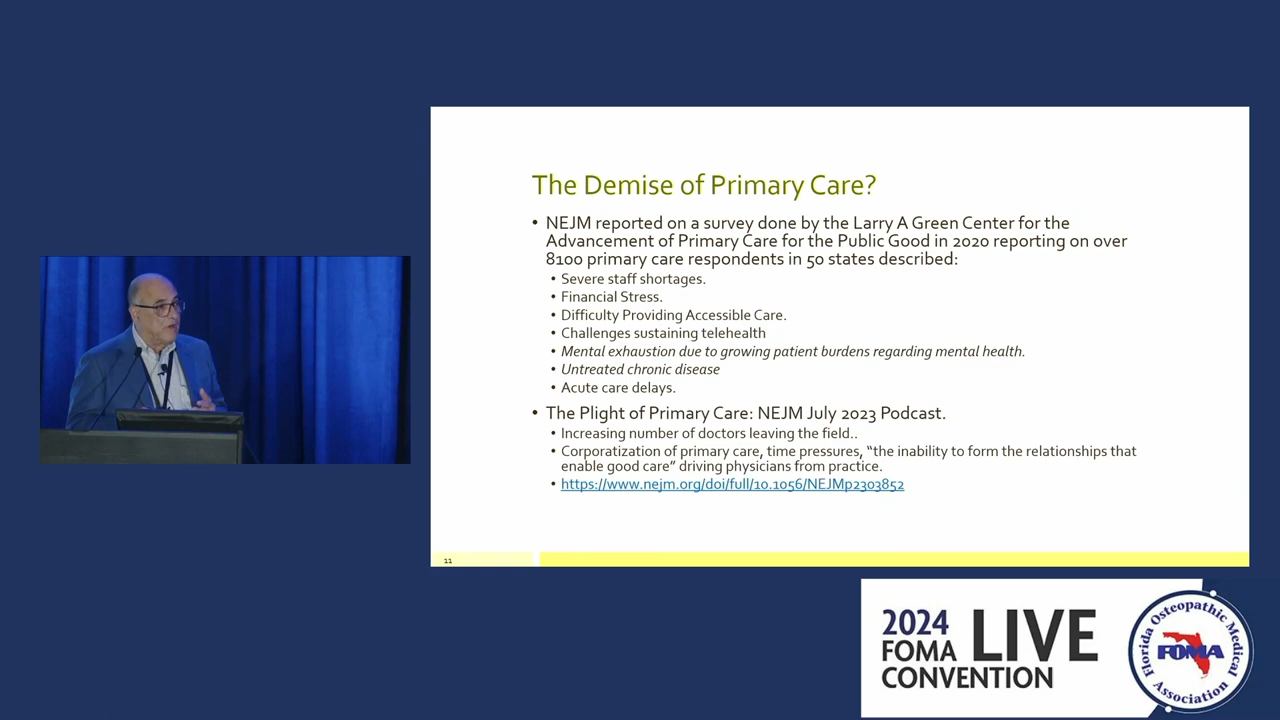 The Demise of Primary Care?
• NEJM reported on a survey done by the Larry A Green Center for the
Advancement of Primary Care for the Public Good in 2020 reporting on over
8100 primary care respondents in 50 states described:
• Severe staff shortages.
• Financial Stress.
• Difficulty Providing Accessible Care.
• Challenges sustaining telehealth
• Mental exhaustion due to growing patient burdens regarding mental health.
• Untreated chronic disease
• Acute care delays.
• The Plight of Primary Care: NEJM July 2023 Podcast.
• Increasing number of doctors leaving the field..
• Corporatization of primary care, time pressures, “the inability to form the relationships that
enable good care” driving physicians from practice.
• https://www.nejm.org/doi/full/10.1056/NEJMp2303852
11
2024
FOMA
CONVENTION
LIVE
Florida Osteopathic Medical
FOMA
Association